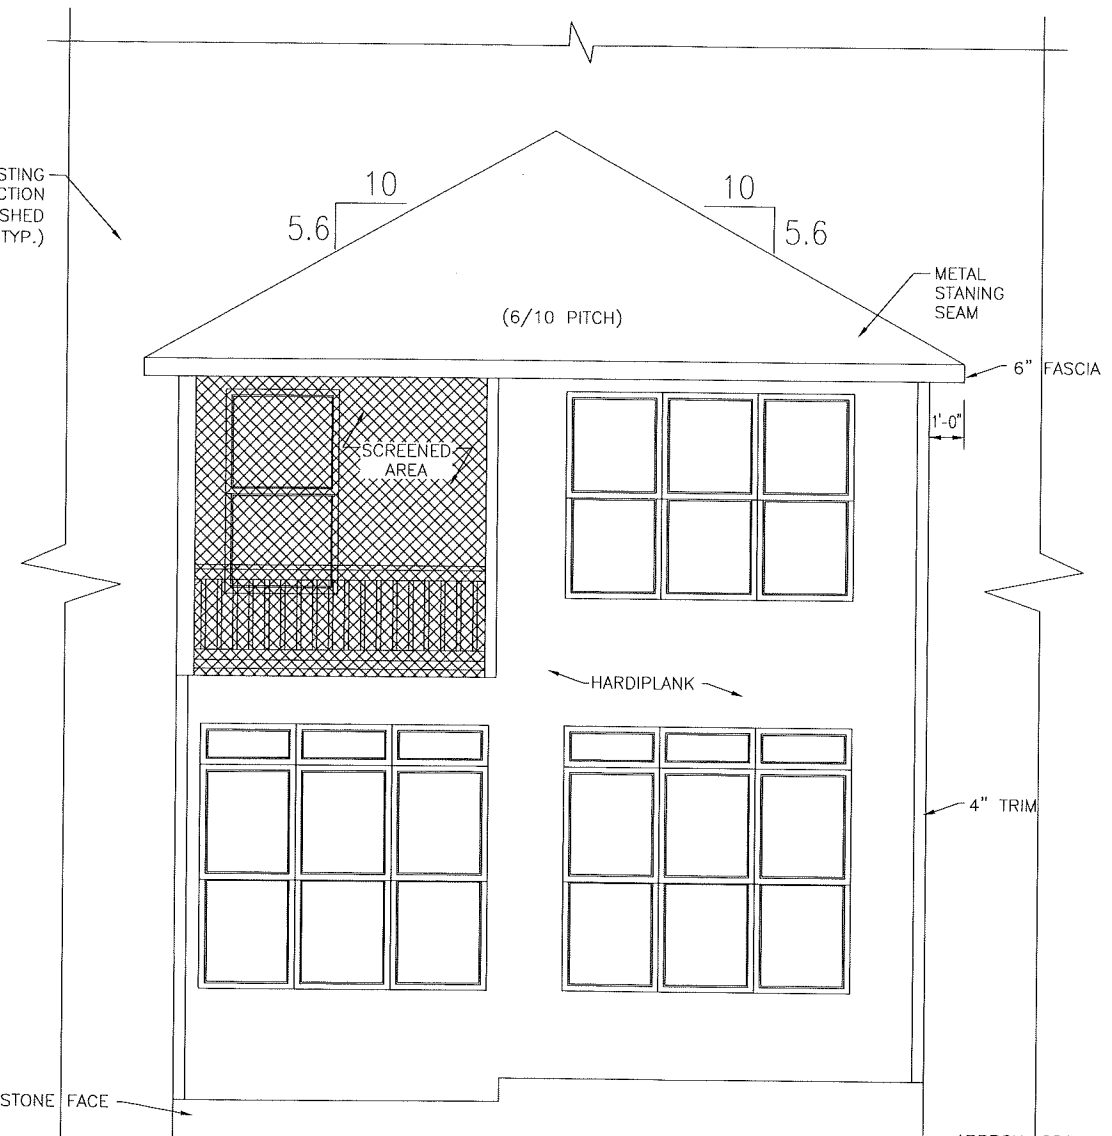 STING
CTION
SHED
TYP.)
10
5.6
10
5.6
(6/10 PITCH)
METAL
STANING
SEAM
6" FASCIA
1'-0"
SCREENED
AREA
HARDIPLANK
4" TRIM
STONE FACE